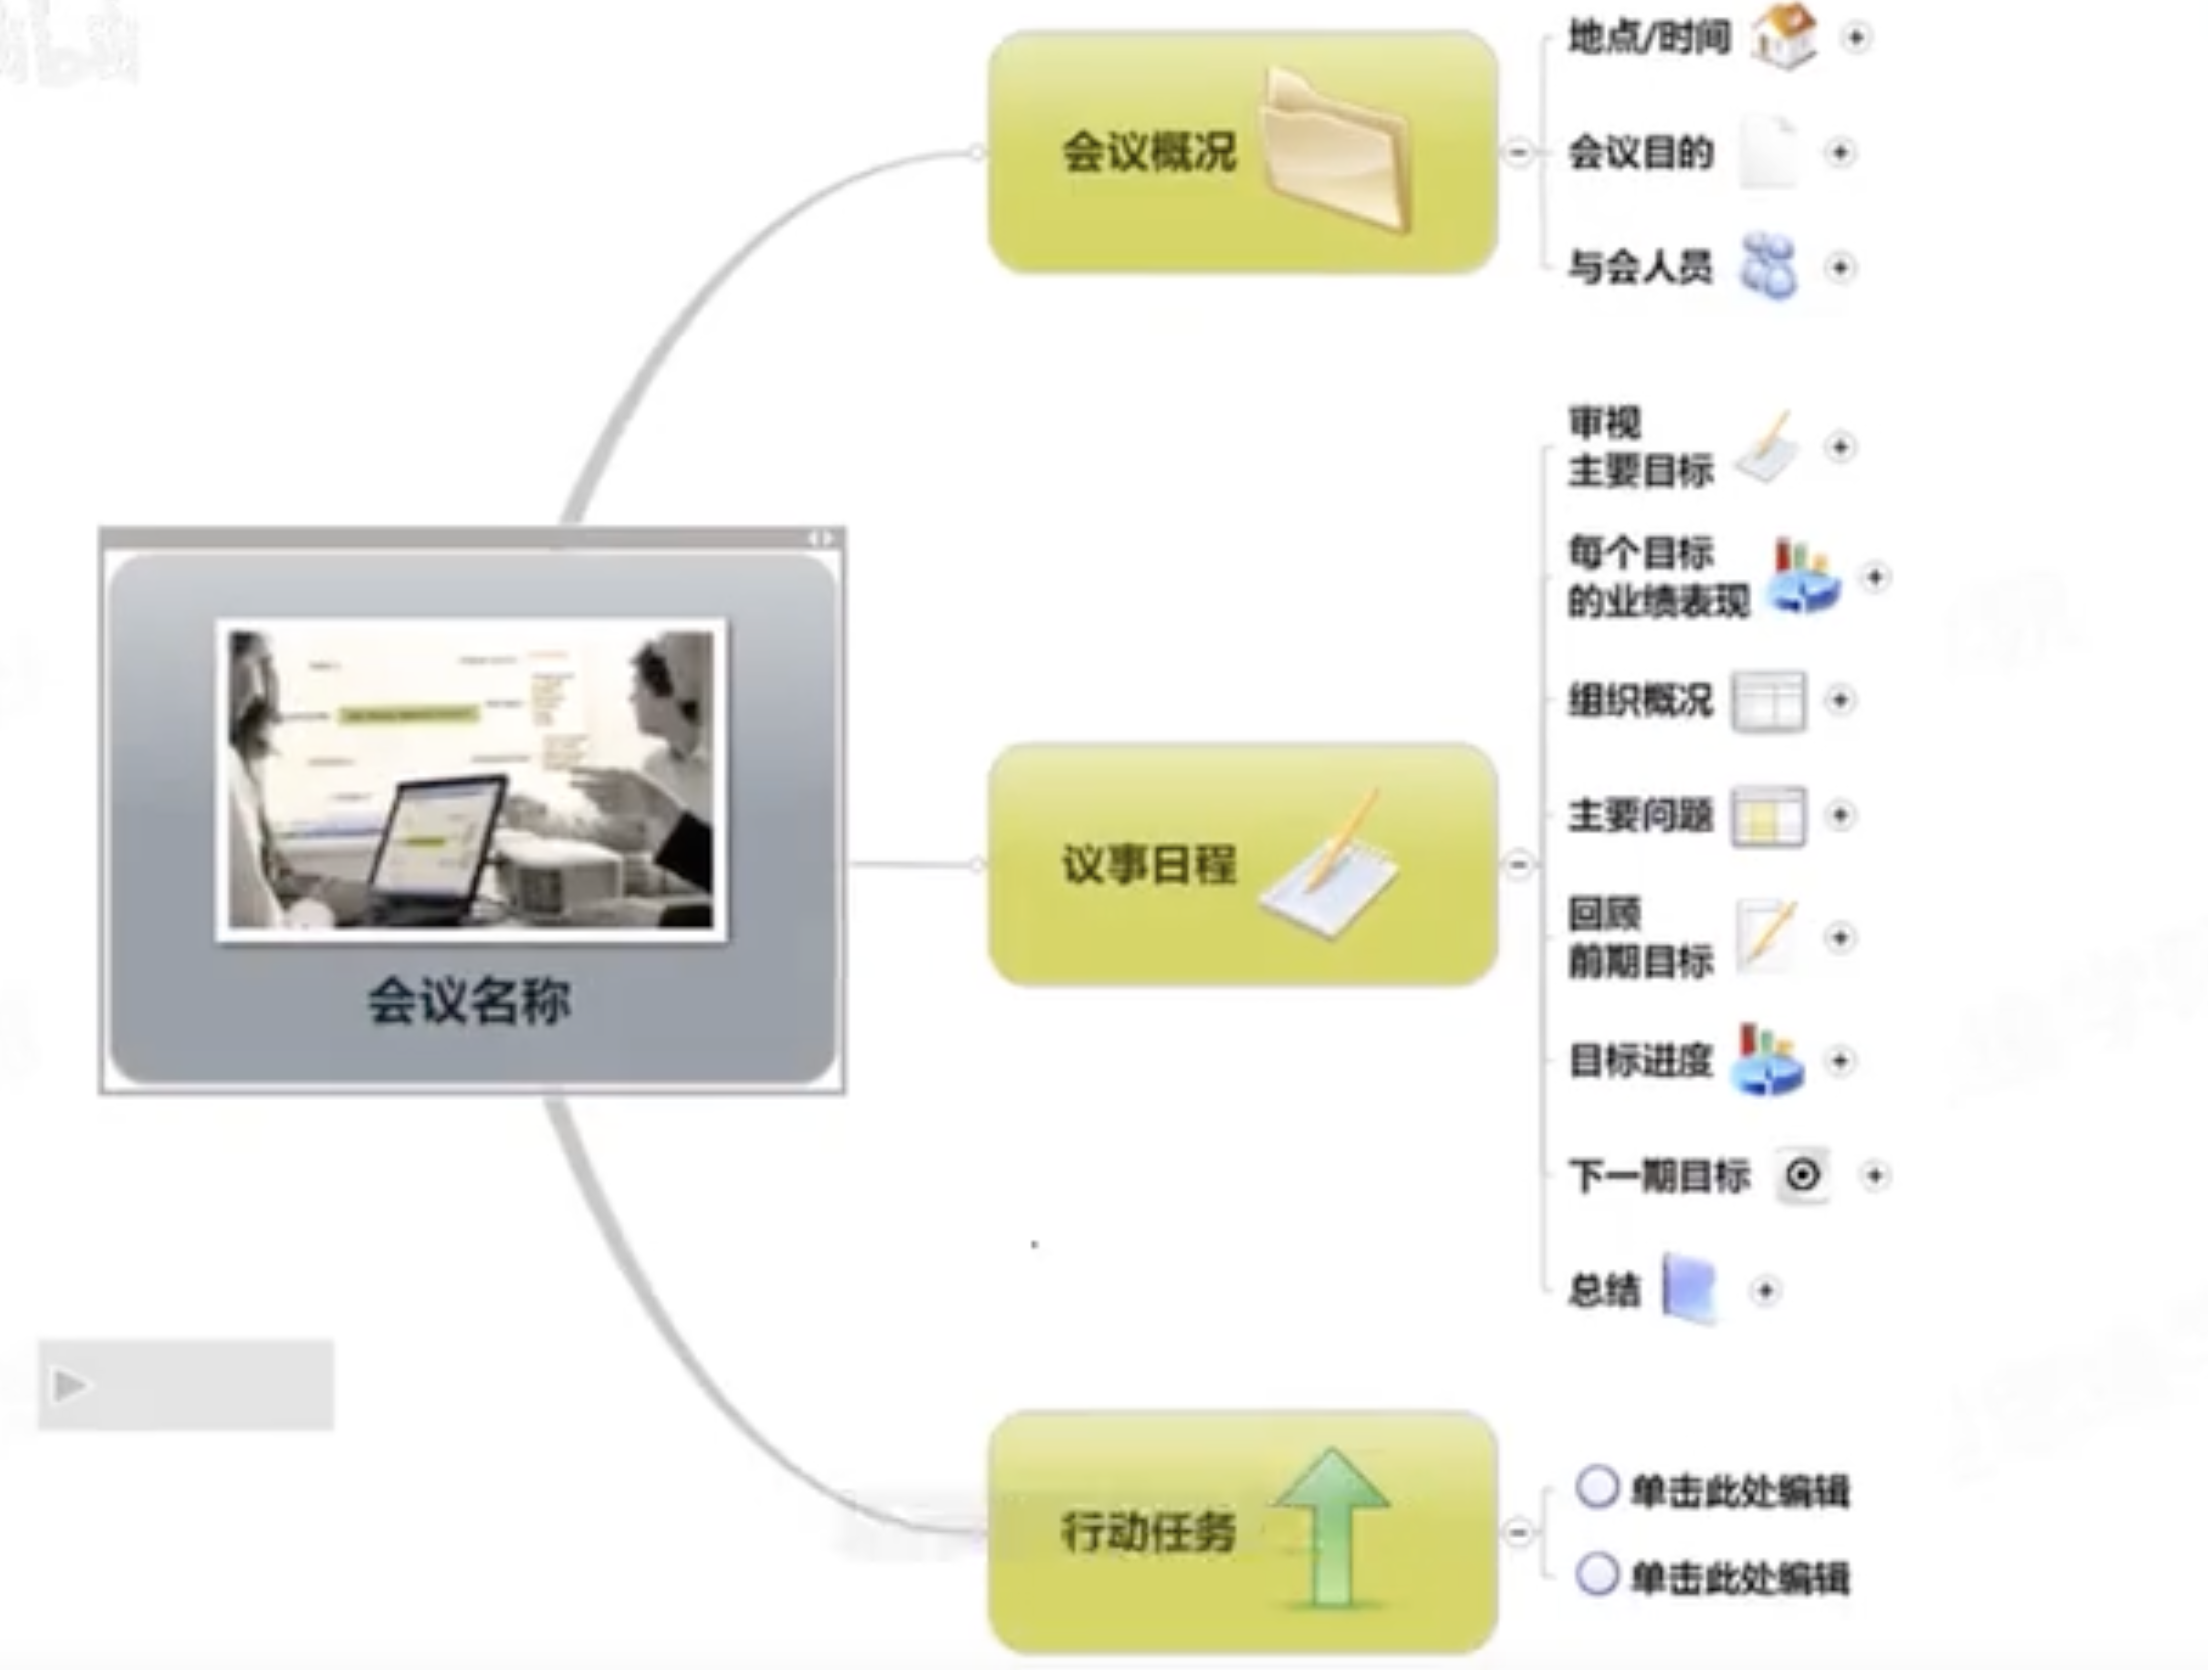 会议名称
会议概况
地点/时间
会议目的
与会人员
议事日程
审视
主要目标
每个目标
的业绩表现
组织概况
主要问题
回顾
前期目标
目标进度
下一期目标
总结
行动任务
单击此处编辑
单击此处编辑